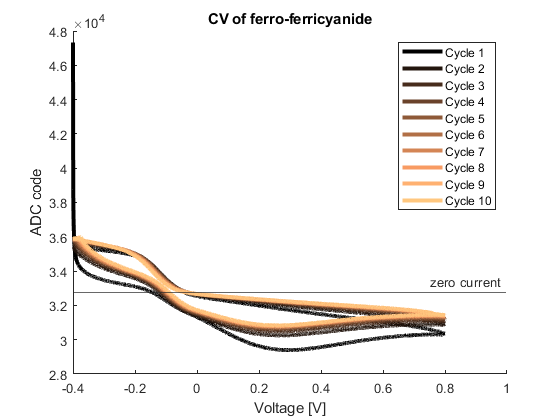 CV of ferro-ferricyanide
×10⁴
4.8
4.6
4.4
4.2
4
3.8
3.6
3.4
3.2
3
2.8
ADC code
Cycle 1
Cycle 2
Cycle 3
Cycle 4
Cycle 5
Cycle 6
Cycle 7
Cycle 8
Cycle 9
Cycle 10
zero current
-0.4
-0.2
0
0.2
0.4
0.6
0.8
1
Voltage [V]